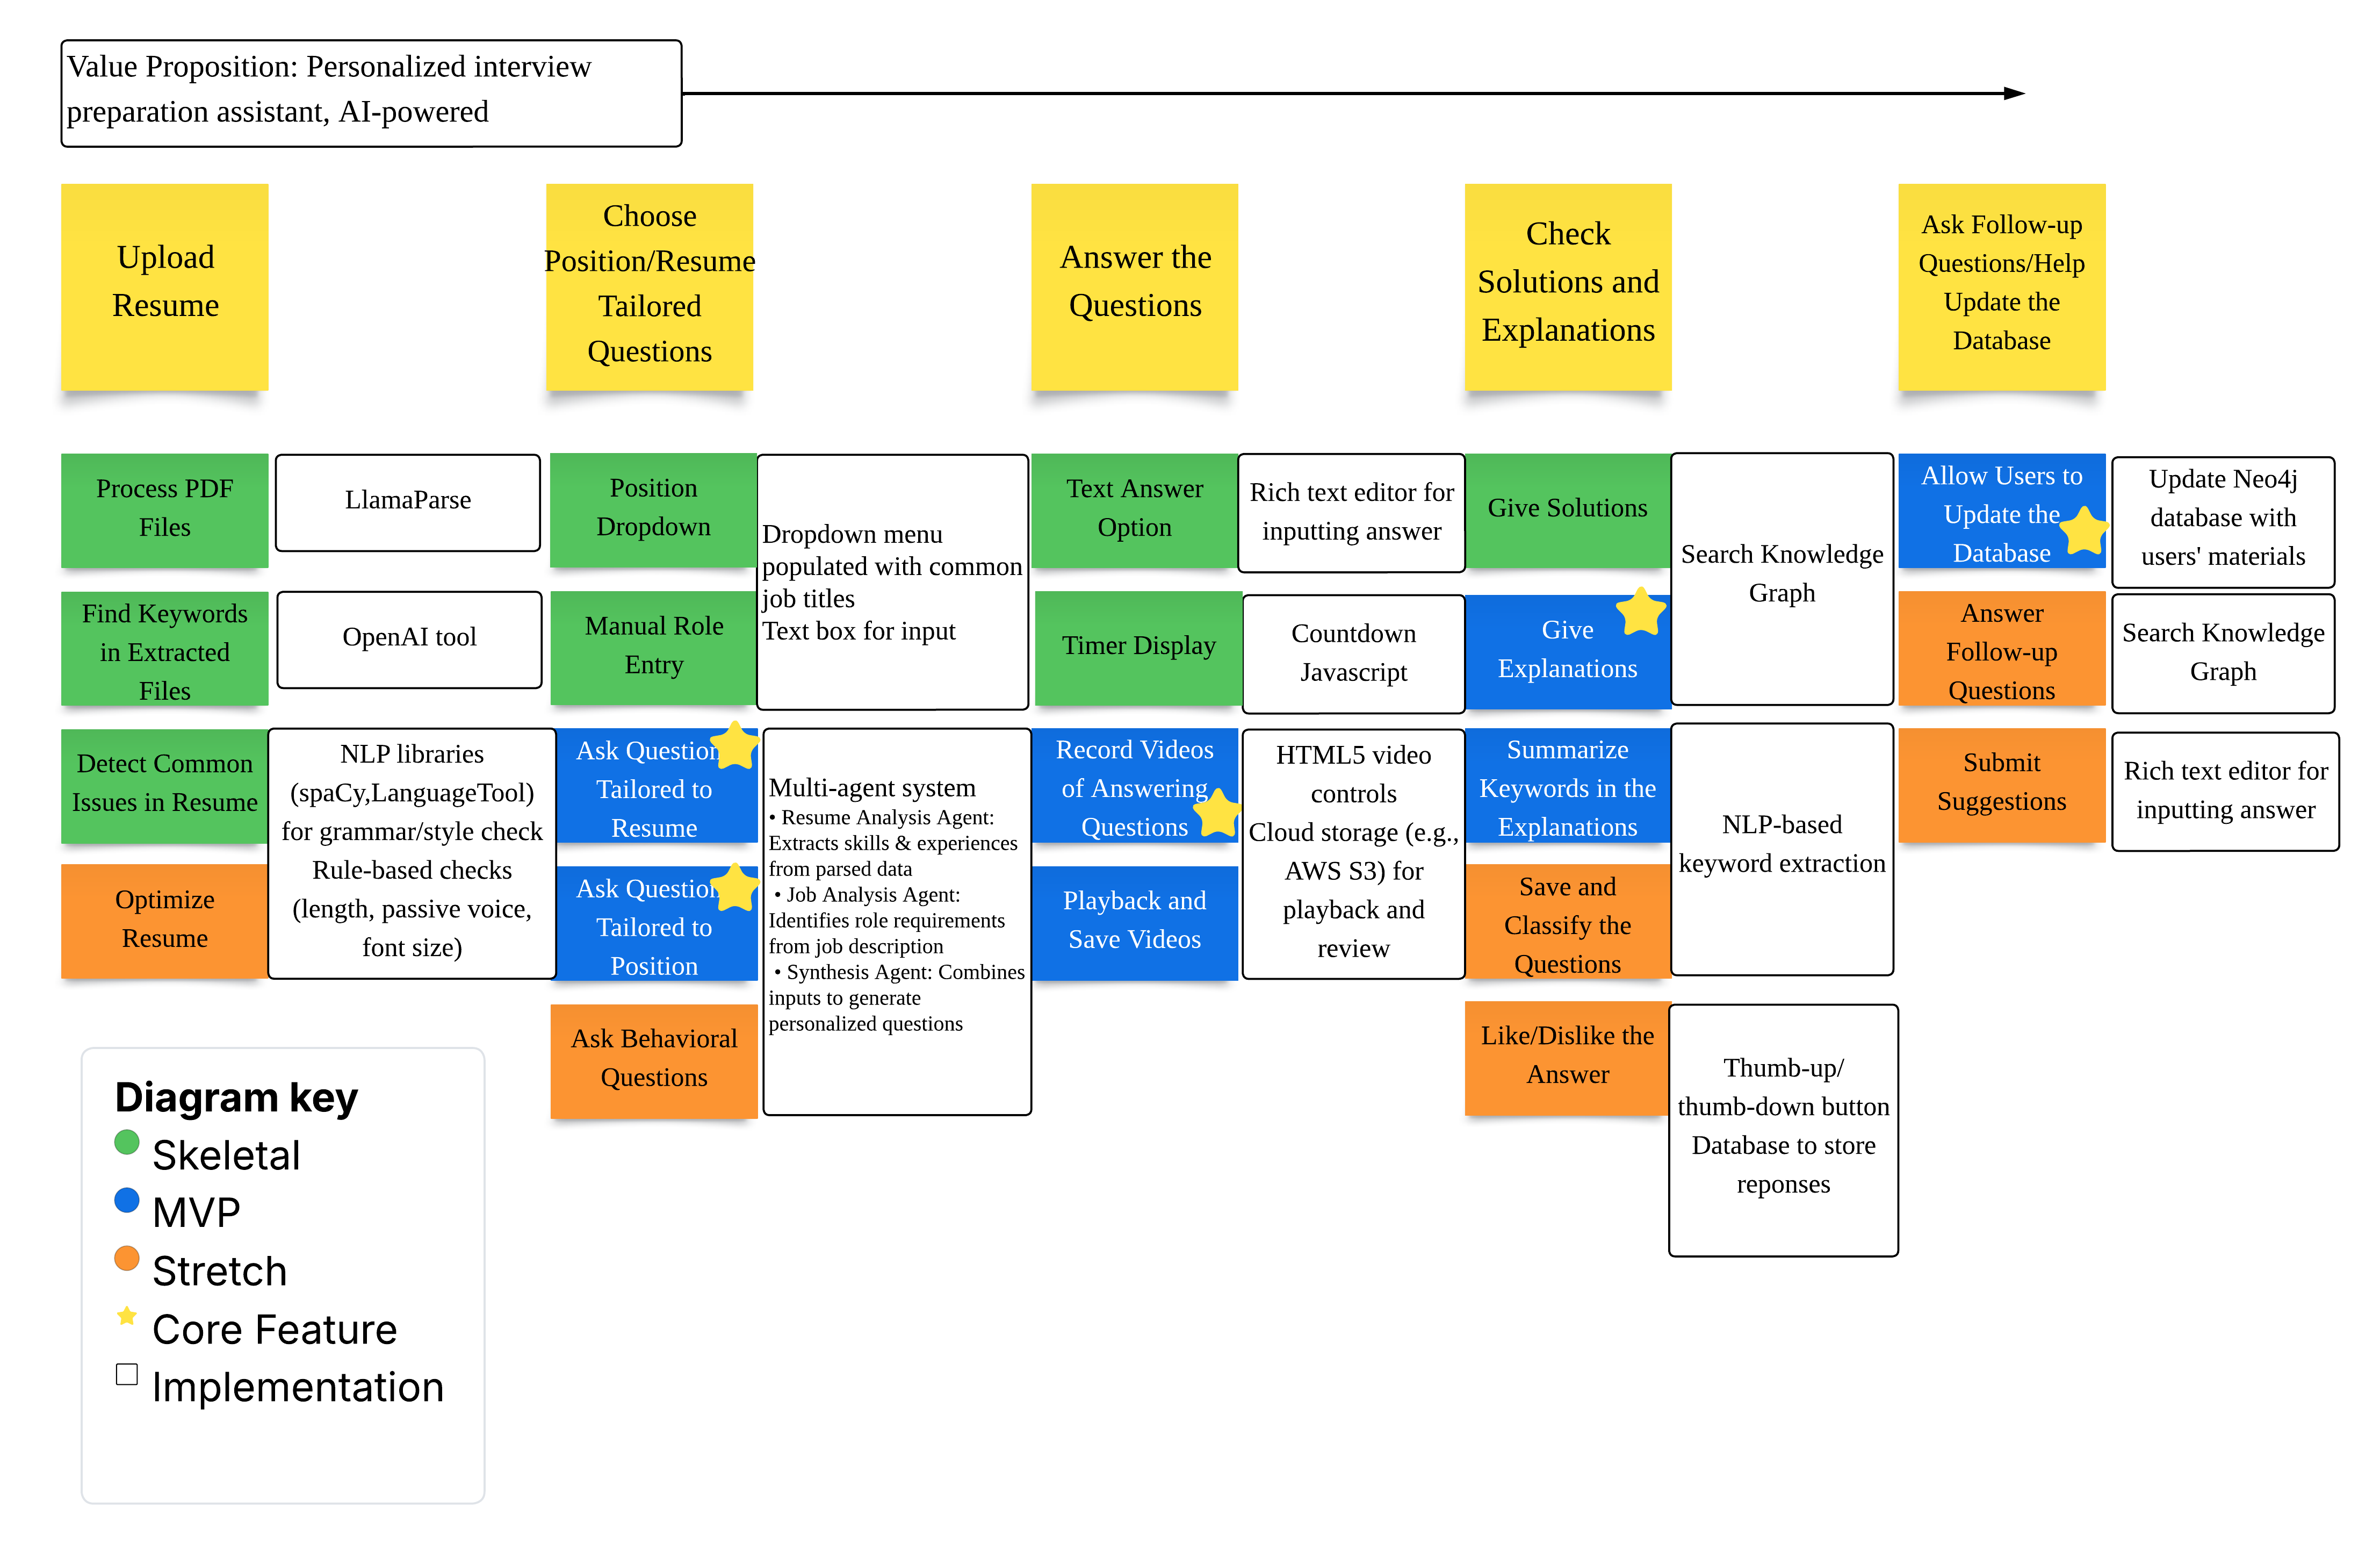 Value Proposition: Personalized interview
preparation assistant, AI-powered
Upload
Resume
Choose
Position/Resume
Tailored
Questions
Answer the
Questions
Check
Solutions and
Explanations
Ask Follow-up
Questions/Help
Update the
Database
Process PDF
Files
LlamaParse
Find Keywords
in Extracted
Files
OpenAI tool
Detect Common
Issues in Resume
Optimize
Resume
NLP libraries
(spaCy,LanguageTool)
for grammar/style check
Rule-based checks
(length, passive voice,
font size)
Position
Dropdown
Manual Role
Entry
Dropdown menu
populated with common
job titles
Text box for input
Ask Question
Tailored to
Resume
Ask Question
Tailored to
Position
Ask Behavioral
Questions
Multi-agent system
• Resume Analysis Agent:
Extracts skills & experiences
from parsed data
• Job Analysis Agent:
Identifies role requirements
from job description
• Synthesis Agent: Combines
inputs to generate
personalized questions
Text Answer
Option
Rich text editor for
inputting answer
Timer Display
Countdown
Javascript
Record Videos
of Answering
Questions
Playback and
Save Videos
HTML5 video
controls
Cloud storage (e.g.,
AWS S3) for
playback and
review
Give Solutions
Give
Explanations
Search Knowledge
Graph
Summarize
Keywords in the
Explanations
Save and
Classify the
Questions
NLP-based
keyword extraction
Like/Dislike the
Answer
Thumb-up/
thumb-down button
Database to store
reponses
Allow Users to
Update the
Database
Update Neo4j
database with
users' materials
Answer
Follow-up
Questions
Search Knowledge
Graph
Submit
Suggestions
Rich text editor for
inputting answer
Diagram key
Skeletal
MVP
Stretch
Core Feature
Implementation